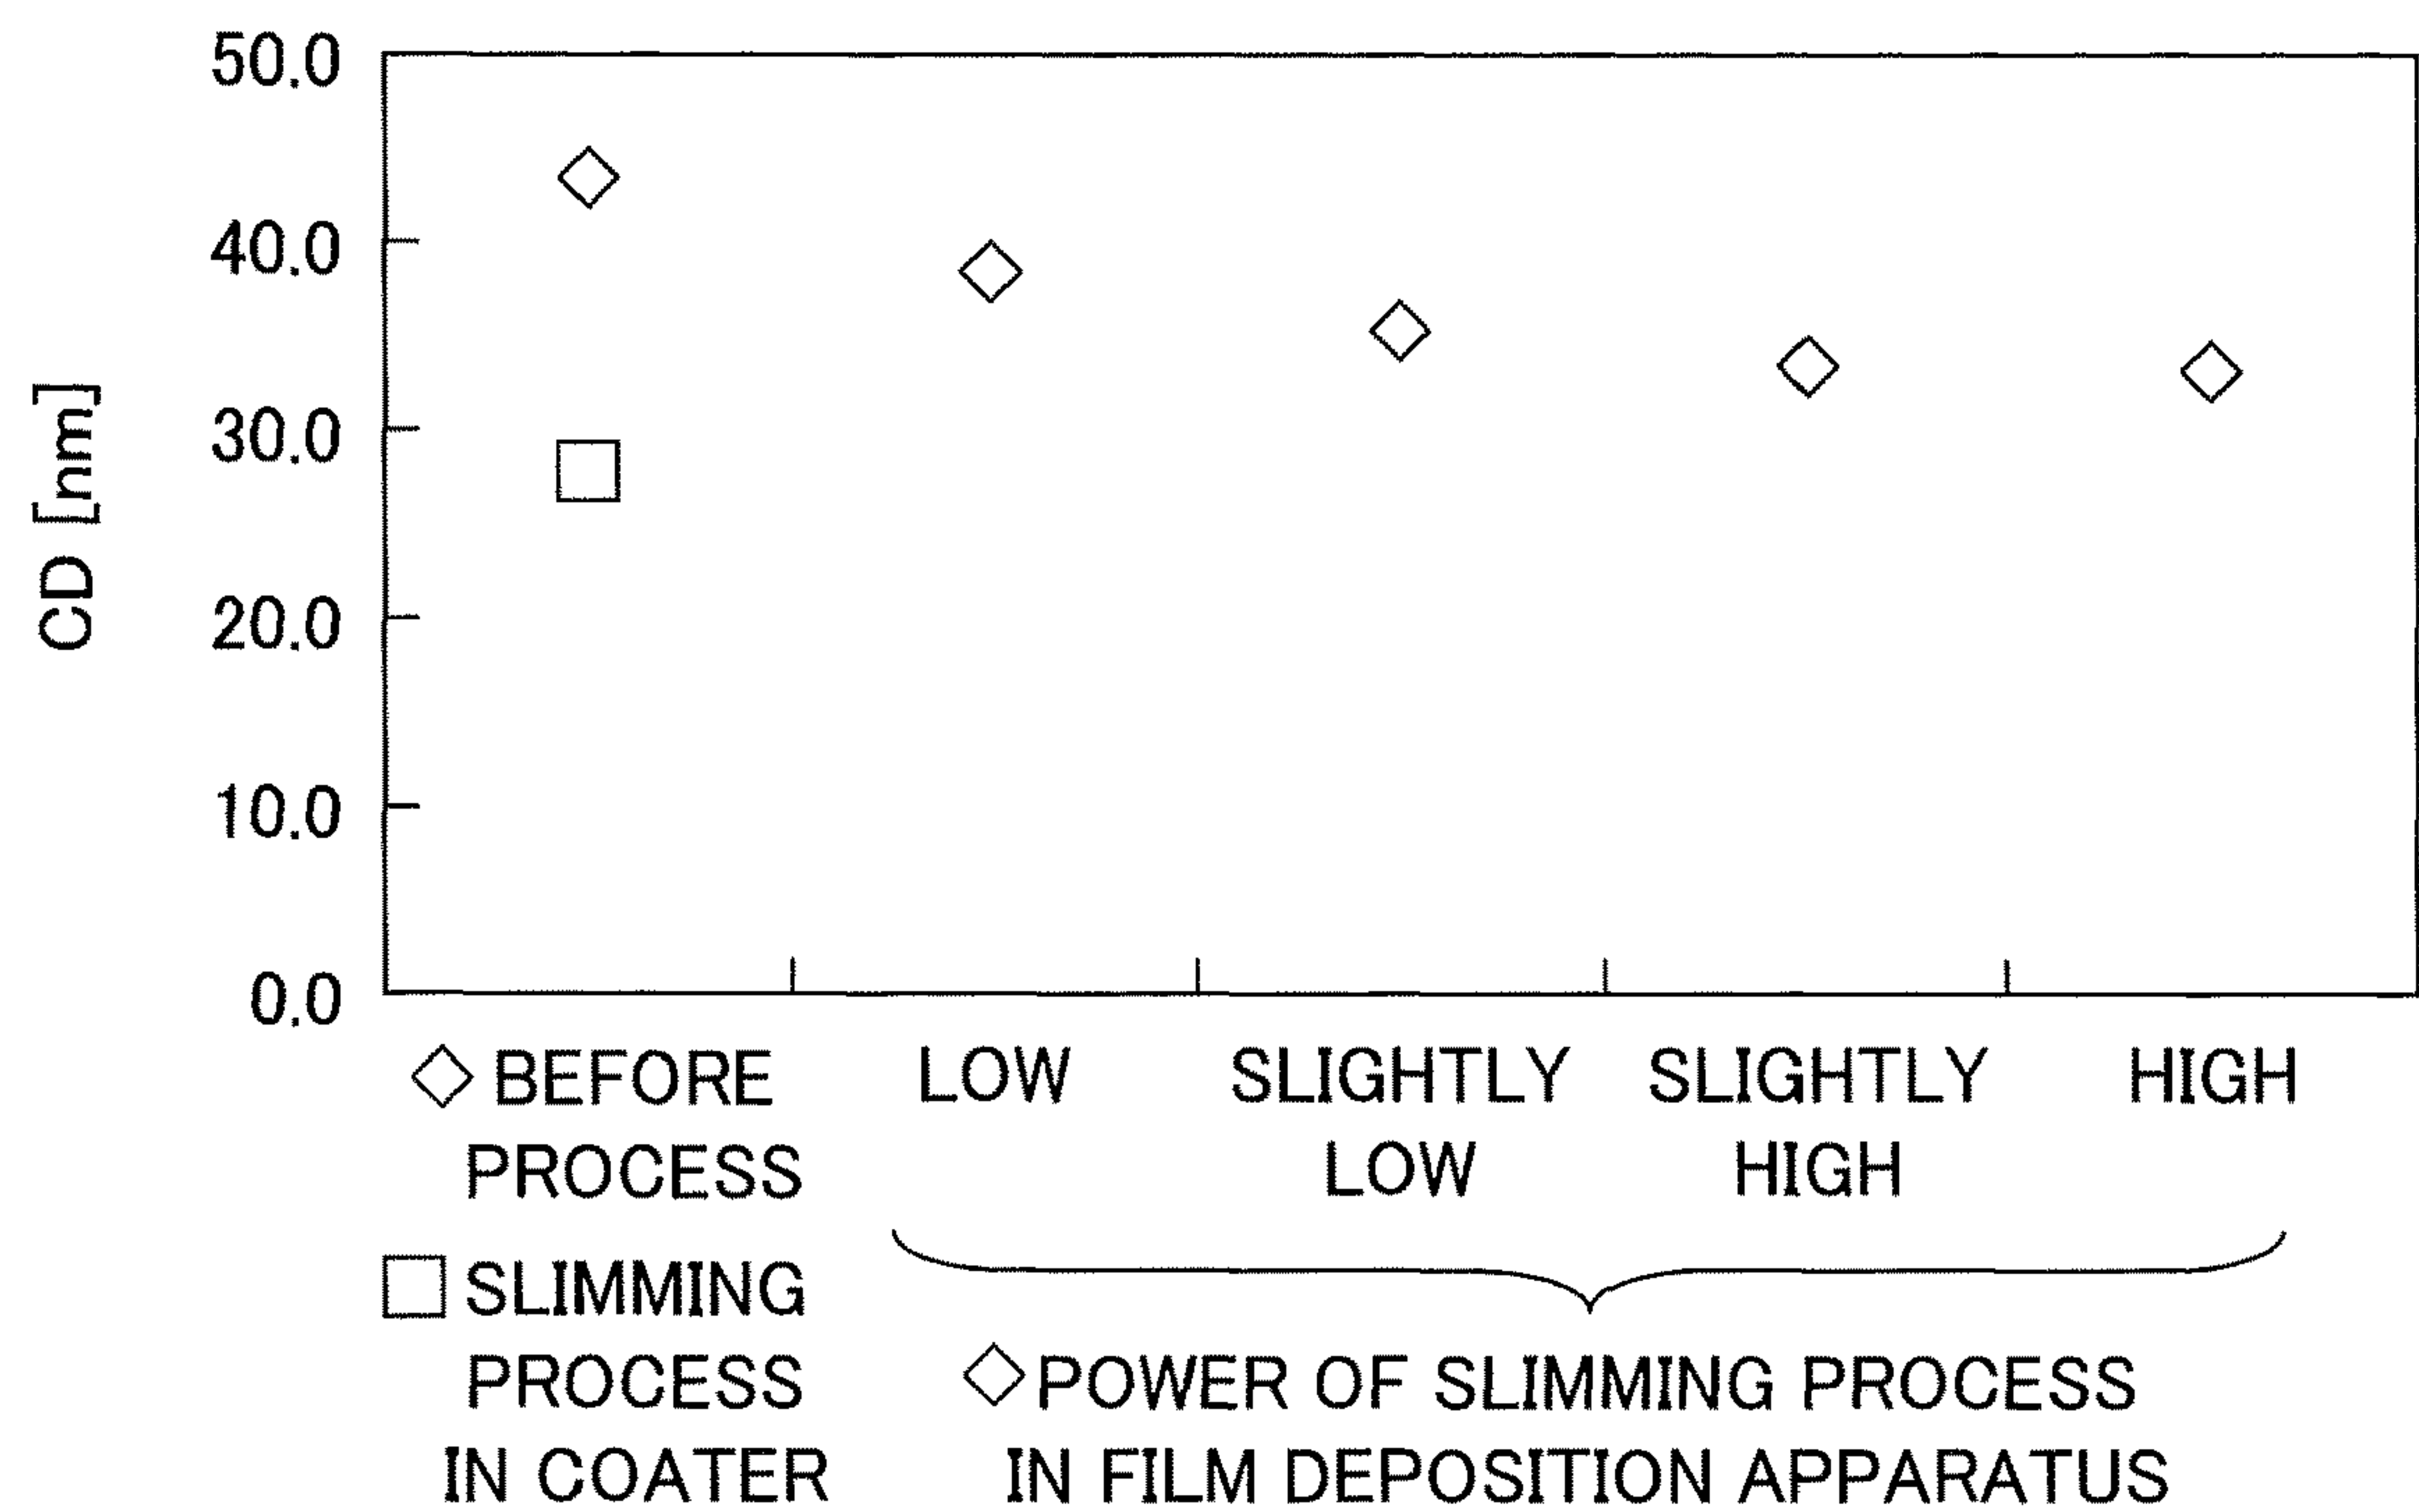 50.0
40.0
30.0
20.0
10.0
0.0
CD [nm]
BEFORE
PROCESS
LOW
SLIGHTLY
LOW
SLIGHTLY
HIGH
HIGH
SLIMMING
PROCESS
IN COATER
POWER OF SLIMMING PROCESS
IN FILM DEPOSITION APPARATUS